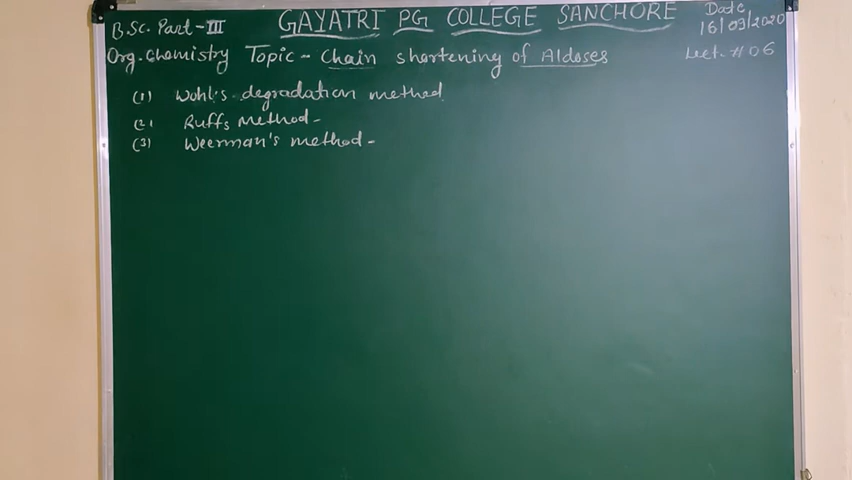 B.Sc. Part-III GAYATRI PG COLLEGE SANCHORE Date 16/03/2020
Org. Chemistry Topic - Chain shortening of Aldoses Lect. # 06
(1) Wohl's degradation method
(2) Ruffs Method -
(3) Weerman's method -